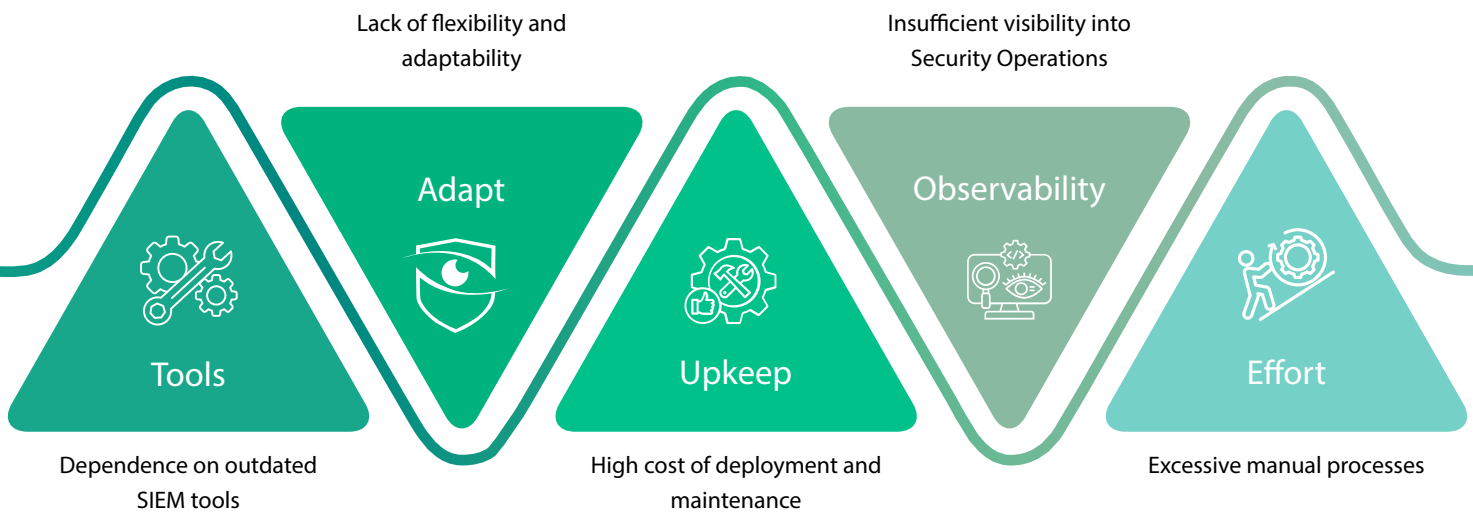 Lack of flexibility and
adaptability
Insufficient visibility into
Security Operations
Adapt
Observability
Tools
Upkeep
Effort
Dependence on outdated
SIEM tools
High cost of deployment and
maintenance
Excessive manual processes